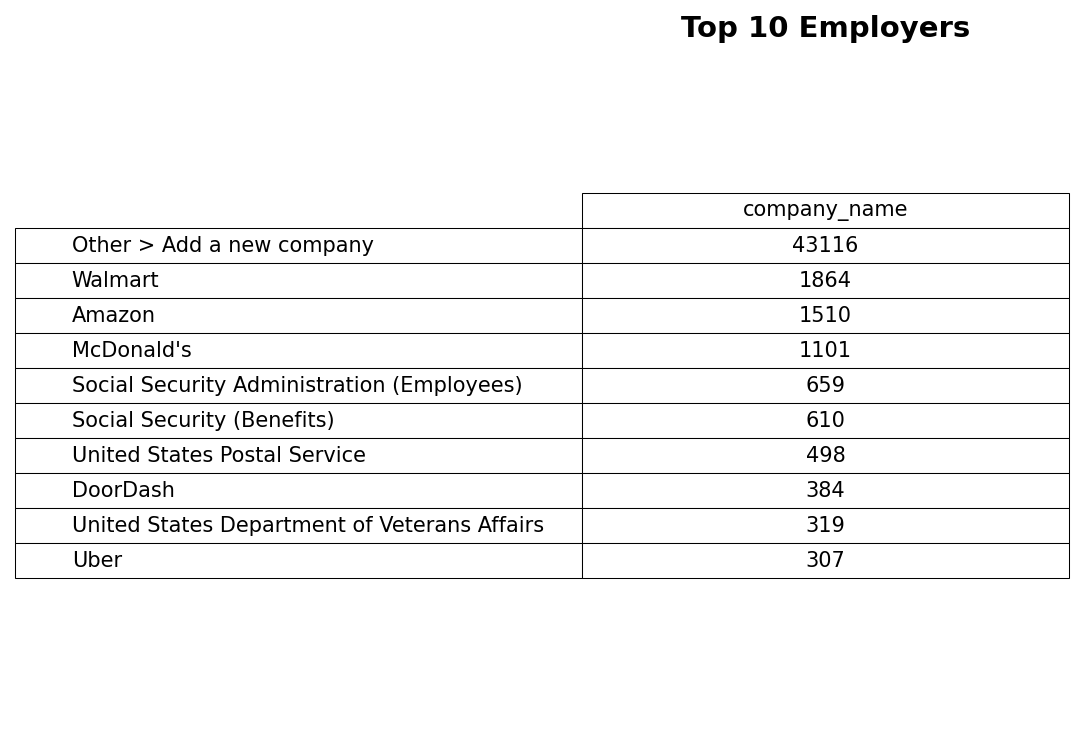 Top 10 Employers
company_name
Other > Add a new company 43116
Walmart 1864
Amazon 1510
McDonald's 1101
Social Security Administration (Employees) 659
Social Security (Benefits) 610
United States Postal Service 498
DoorDash 384
United States Department of Veterans Affairs 319
Uber 307